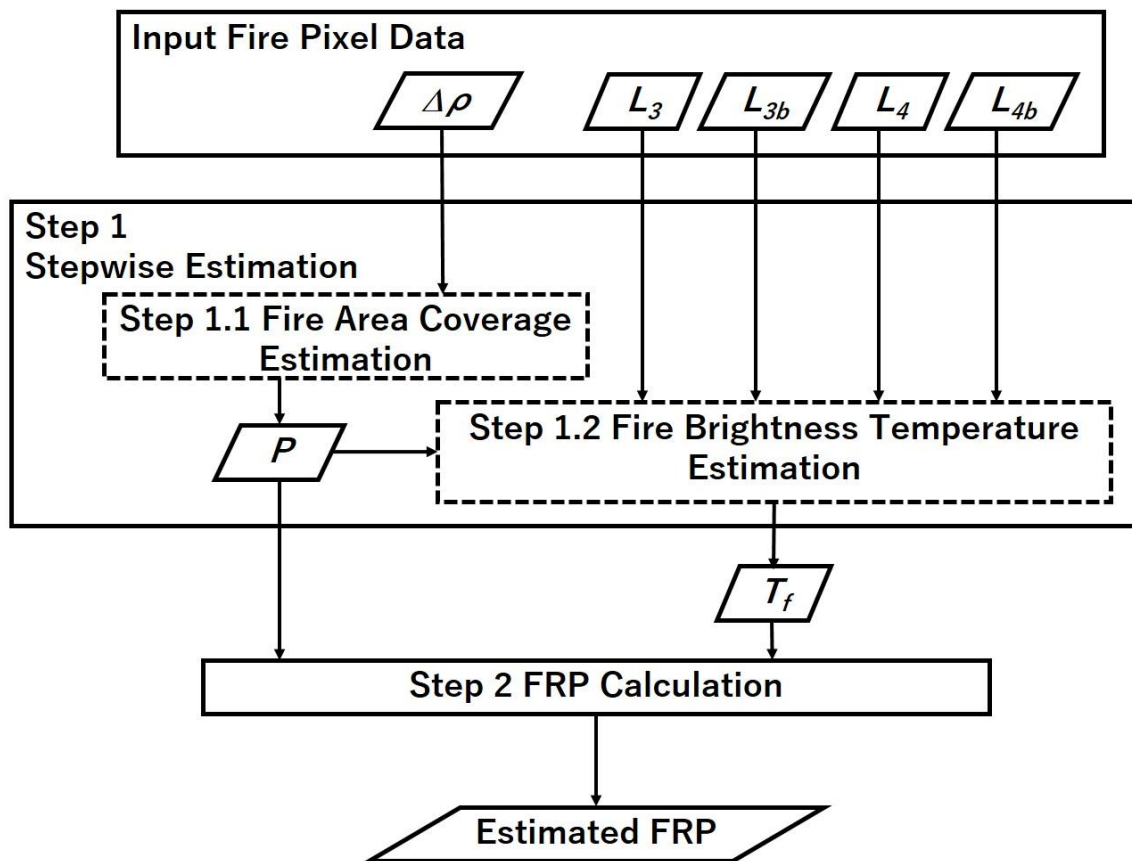 Input Fire Pixel Data
Δρ L3 L3b L4 L4b
Step 1
Stepwise Estimation
Step 1.1 Fire Area Coverage
Estimation
P
Step 1.2 Fire Brightness Temperature
Estimation
Tf
Step 2 FRP Calculation
Estimated FRP